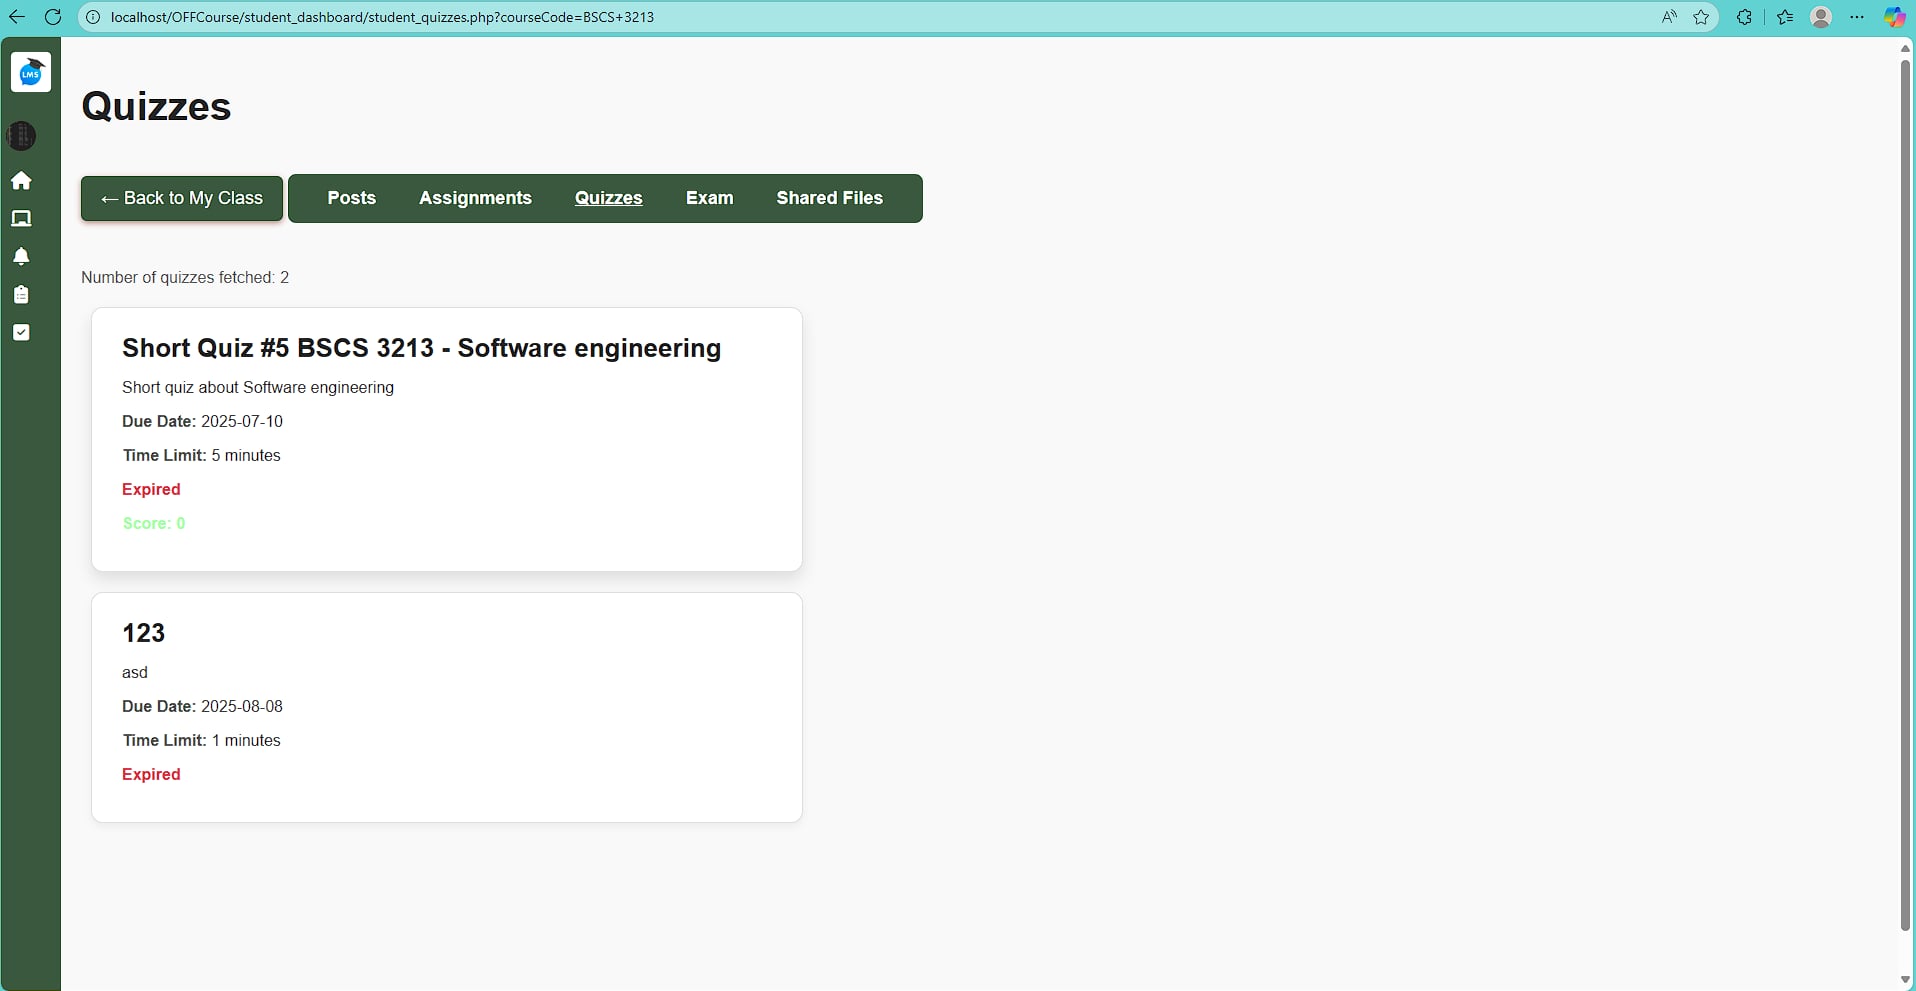 localhost/OFFCourse/student_dashboard/student_quizzes.php?courseCode=BSCS+3213
LMS
Quizzes
← Back to My Class
Posts Assignments Quizzes Exam Shared Files
Number of quizzes fetched: 2
Short Quiz #5 BSCS 3213 - Software engineering
Short quiz about Software engineering
Due Date: 2025-07-10
Time Limit: 5 minutes
Expired
Score: 0
123
asd
Due Date: 2025-08-08
Time Limit: 1 minutes
Expired